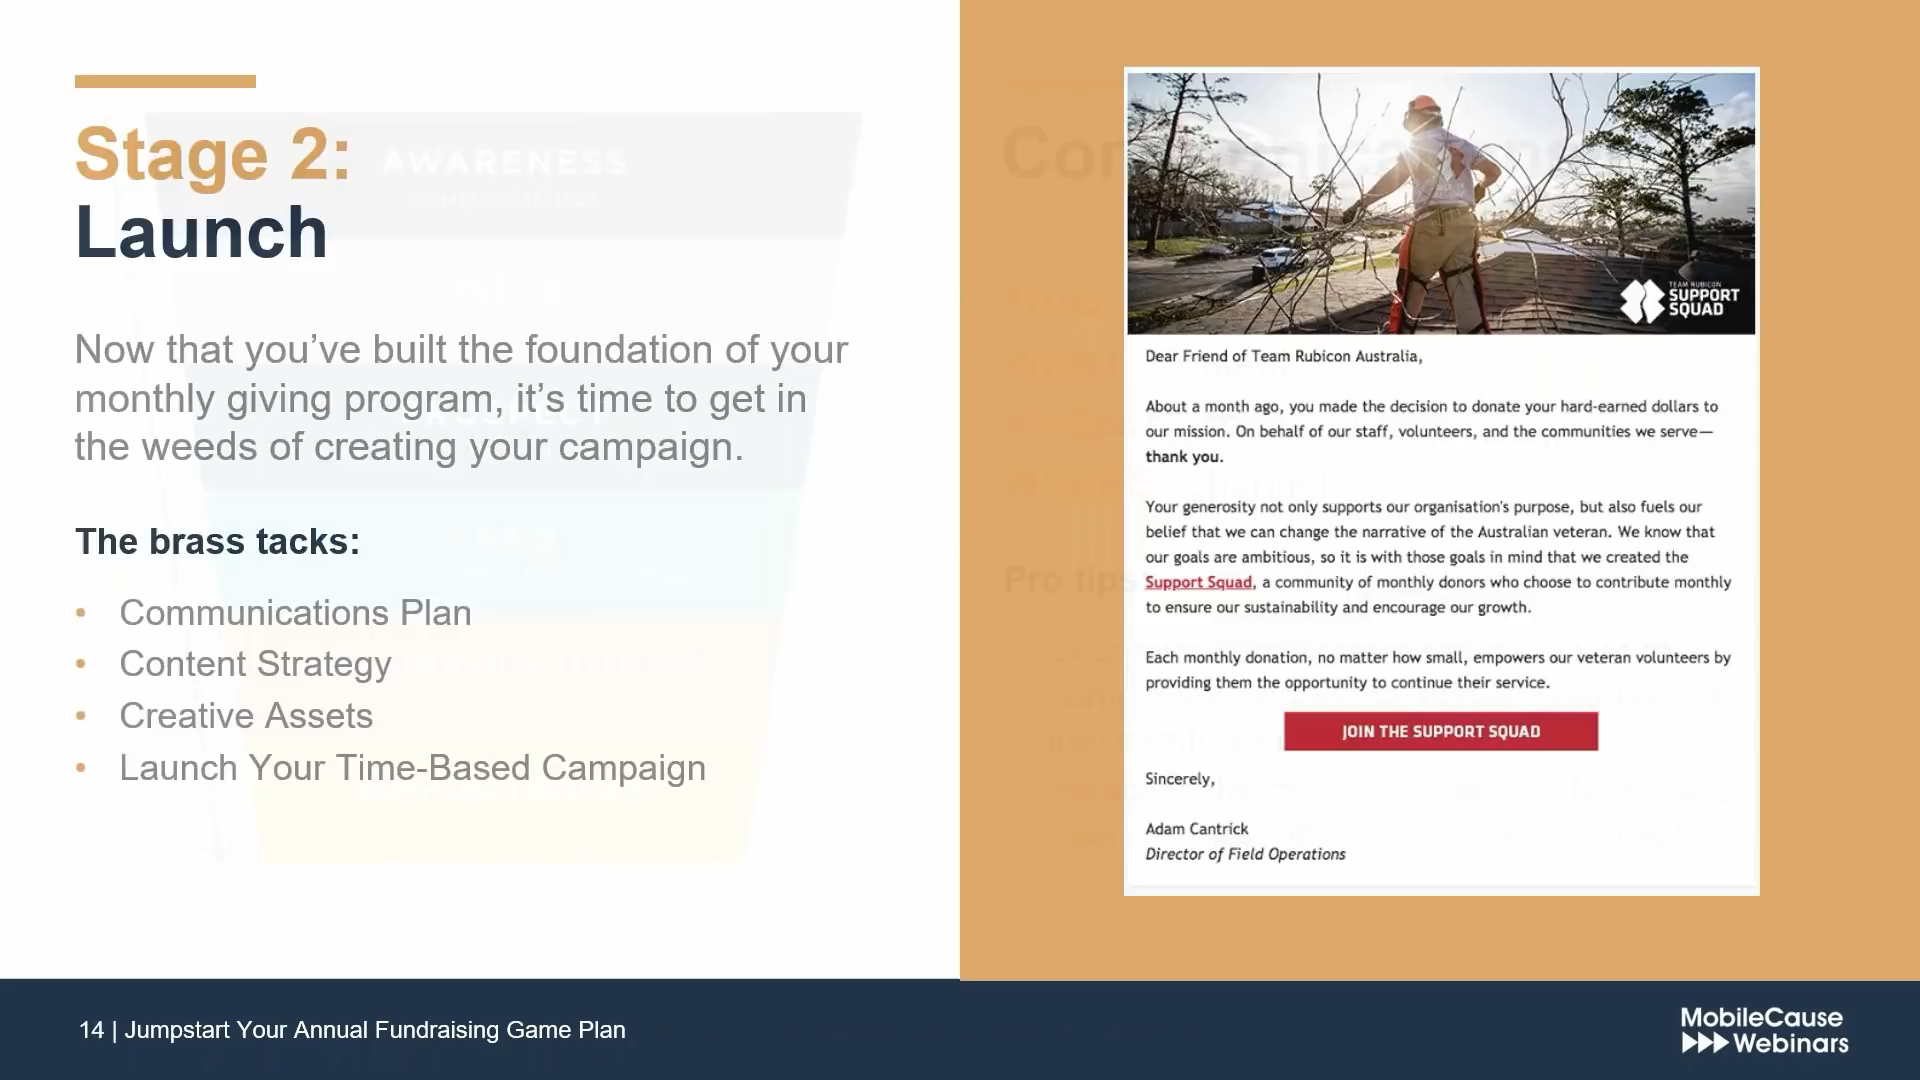 Stage 2:
Launch
Now that you’ve built the foundation of your
monthly giving program, it’s time to get in
the weeds of creating your campaign.
The brass tacks:
• Communications Plan
• Content Strategy
• Creative Assets
• Launch Your Time-Based Campaign
AWARENESS
Pro tips
TEAM RUBICON
SUPPORT
SQUAD
Dear Friend of Team Rubicon Australia,
About a month ago, you made the decision to donate your hard-earned dollars to
our mission. On behalf of our staff, volunteers, and the communities we serve—
thank you.
Your generosity not only supports our organisation's purpose, but also fuels our
belief that we can change the narrative of the Australian veteran. We know that
our goals are ambitious, so it is with those goals in mind that we created the
Support Squad, a community of monthly donors who choose to contribute monthly
to ensure our sustainability and encourage our growth.
Each monthly donation, no matter how small, empowers our veteran volunteers by
providing them the opportunity to continue their service.
JOIN THE SUPPORT SQUAD
Sincerely,
Adam Cantrick
Director of Field Operations
14 | Jumpstart Your Annual Fundraising Game Plan
MobileCause
Webinars